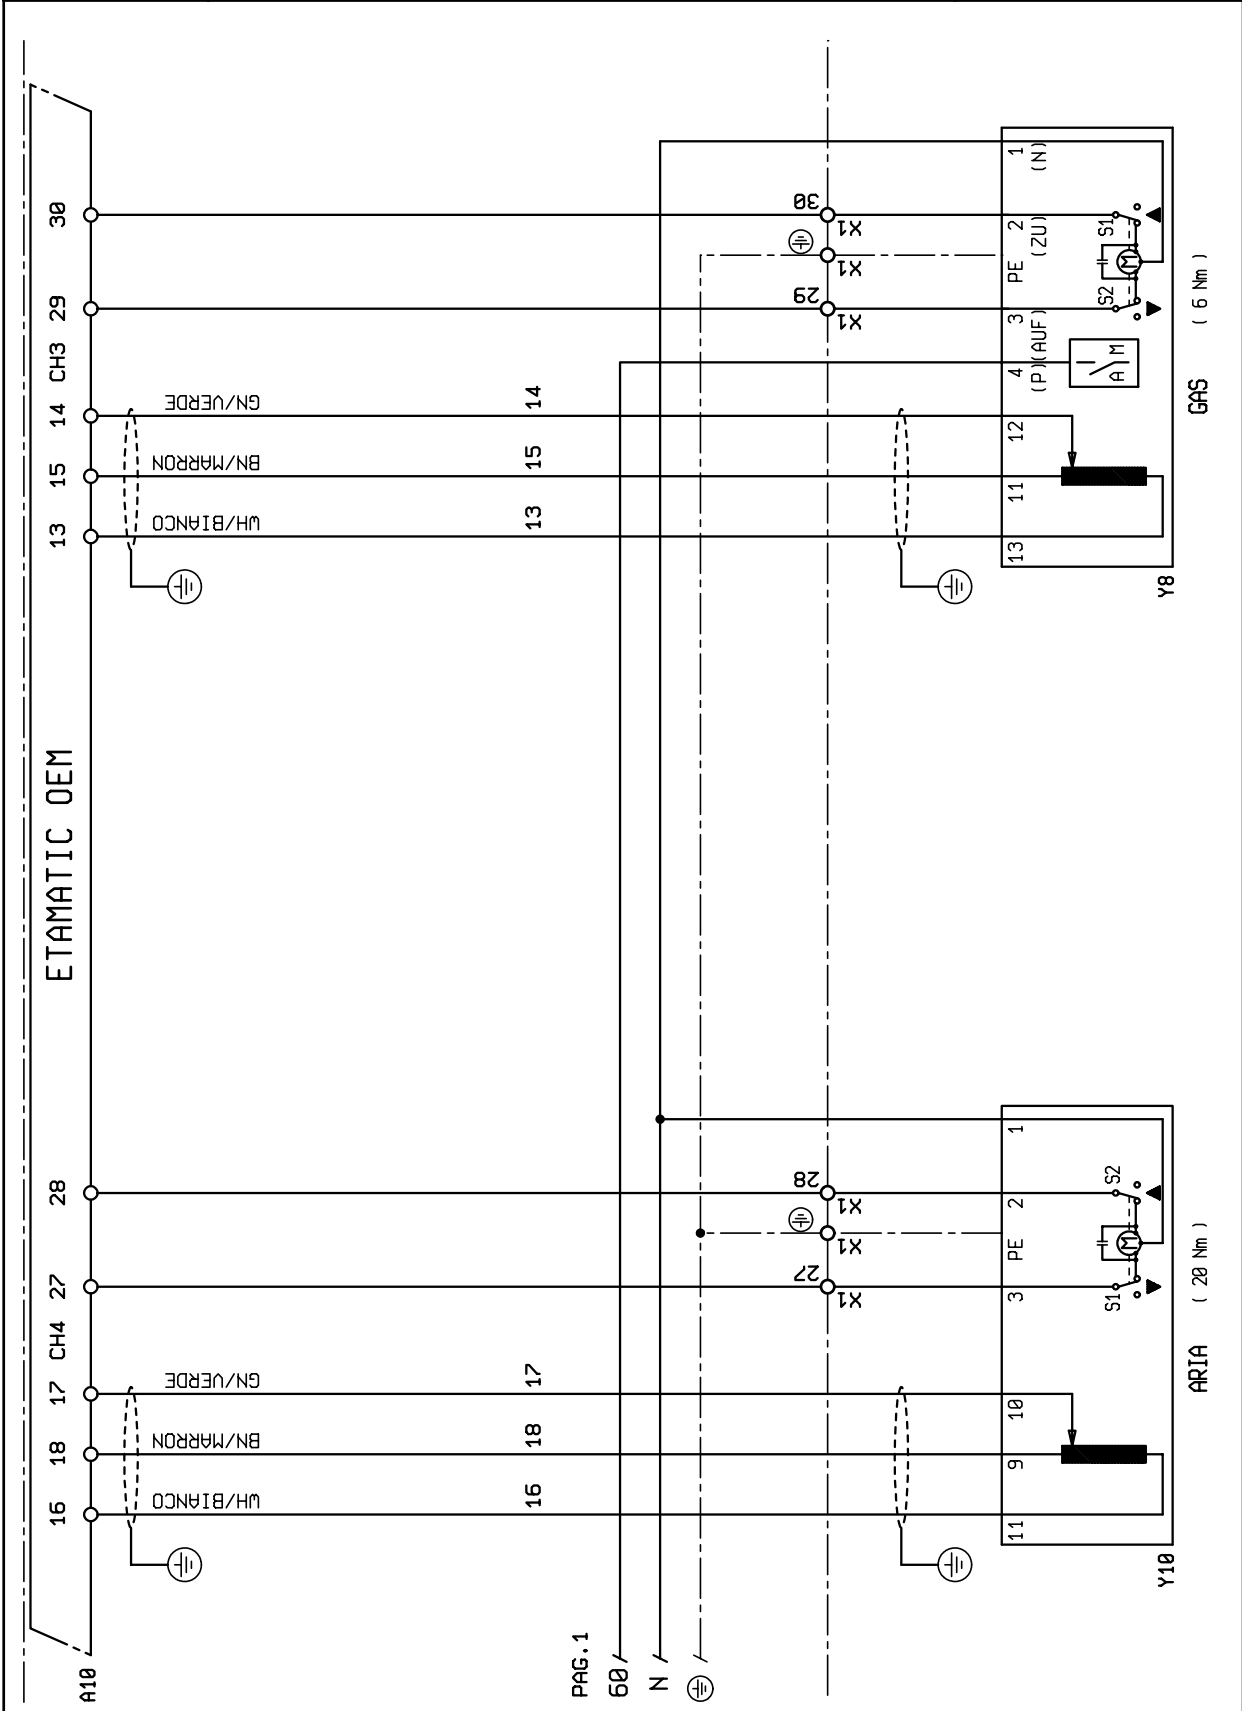 ETAMATIC OEM
A10
16 18 17 CH4 27 28 13 15 14 CH3 29 30
WH/BIANCO
BN/MARRON
GN/VERDE
WH/BIANCO
BN/MARRON
GN/VERDE
16 18 17 13 15 14
PAG.1
60
N
27 28 29 30
X1 X1 X1 X1 X1 X1
11 9 10 3 PE 2 1
13 11 12 4 3 PE 2 1
(P) (AUF) (ZU) (N)
S1 M S2
A M
S2 M S1
Y10
Y8
ARIA ( 20 Nm )
GAS ( 6 Nm )